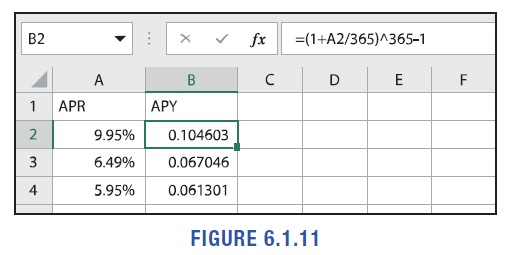 B2 fx =(1+A2/365)^365–1
A B C D E F
1 APR APY
2 9.95% 0.104603
3 6.49% 0.067046
4 5.95% 0.061301
FIGURE 6.1.11